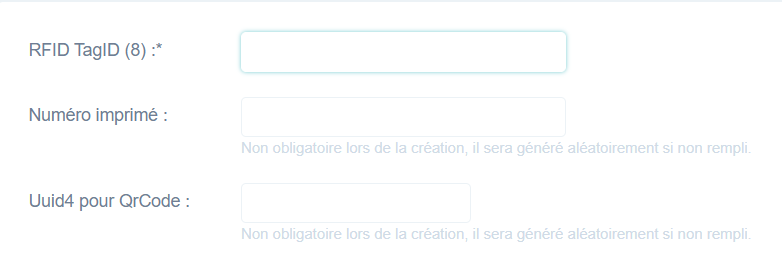 RFID TagID (8) :*
Numéro imprimé :
Non obligatoire lors de la création, il sera généré aléatoirement si non rempli.
Uuid4 pour QrCode :
Non obligatoire lors de la création, il sera généré aléatoirement si non rempli.